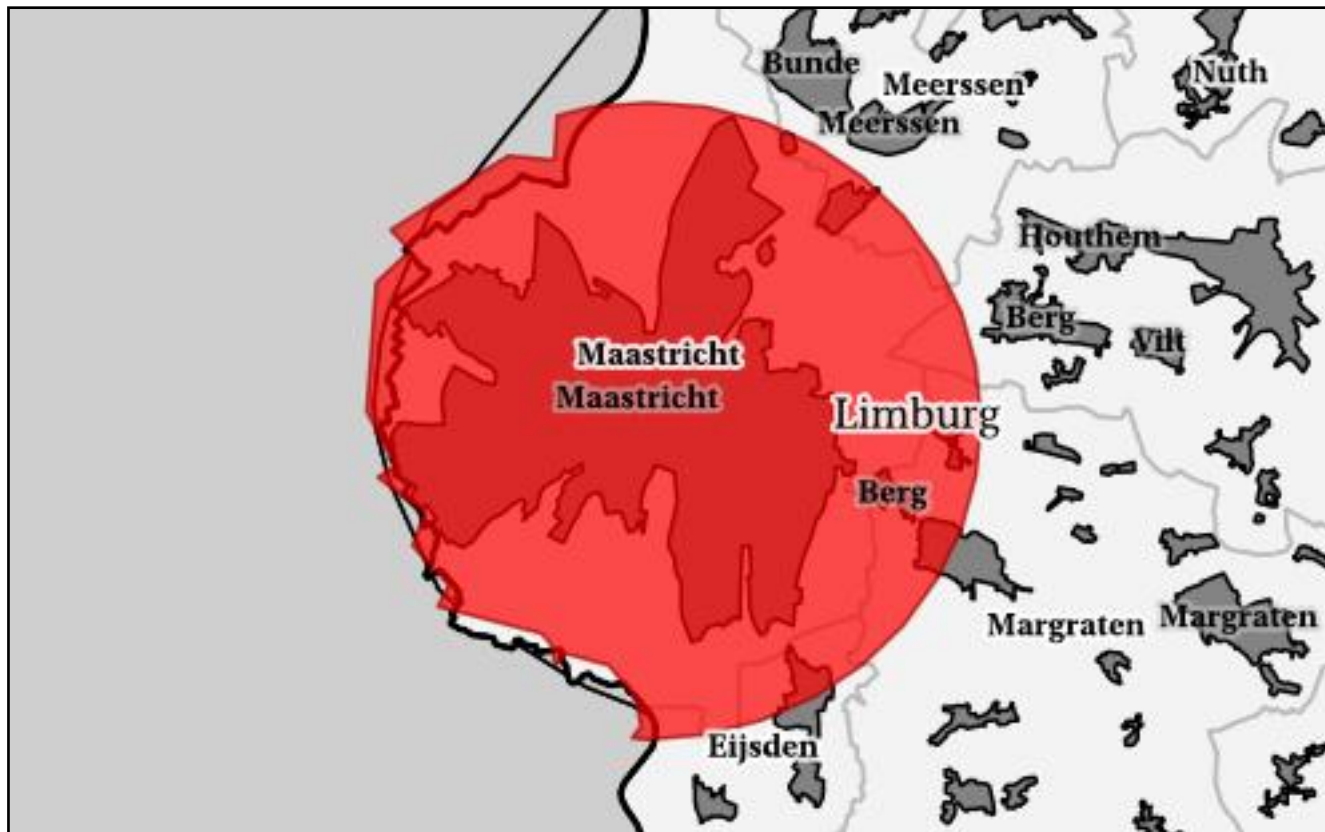 Bunde
Nuth
Meerssen
Meerssen
Houthem
Berg
Vilt
Maastricht
Maastricht
Limburg
Berg
Margraten
Margraten
Eijsden